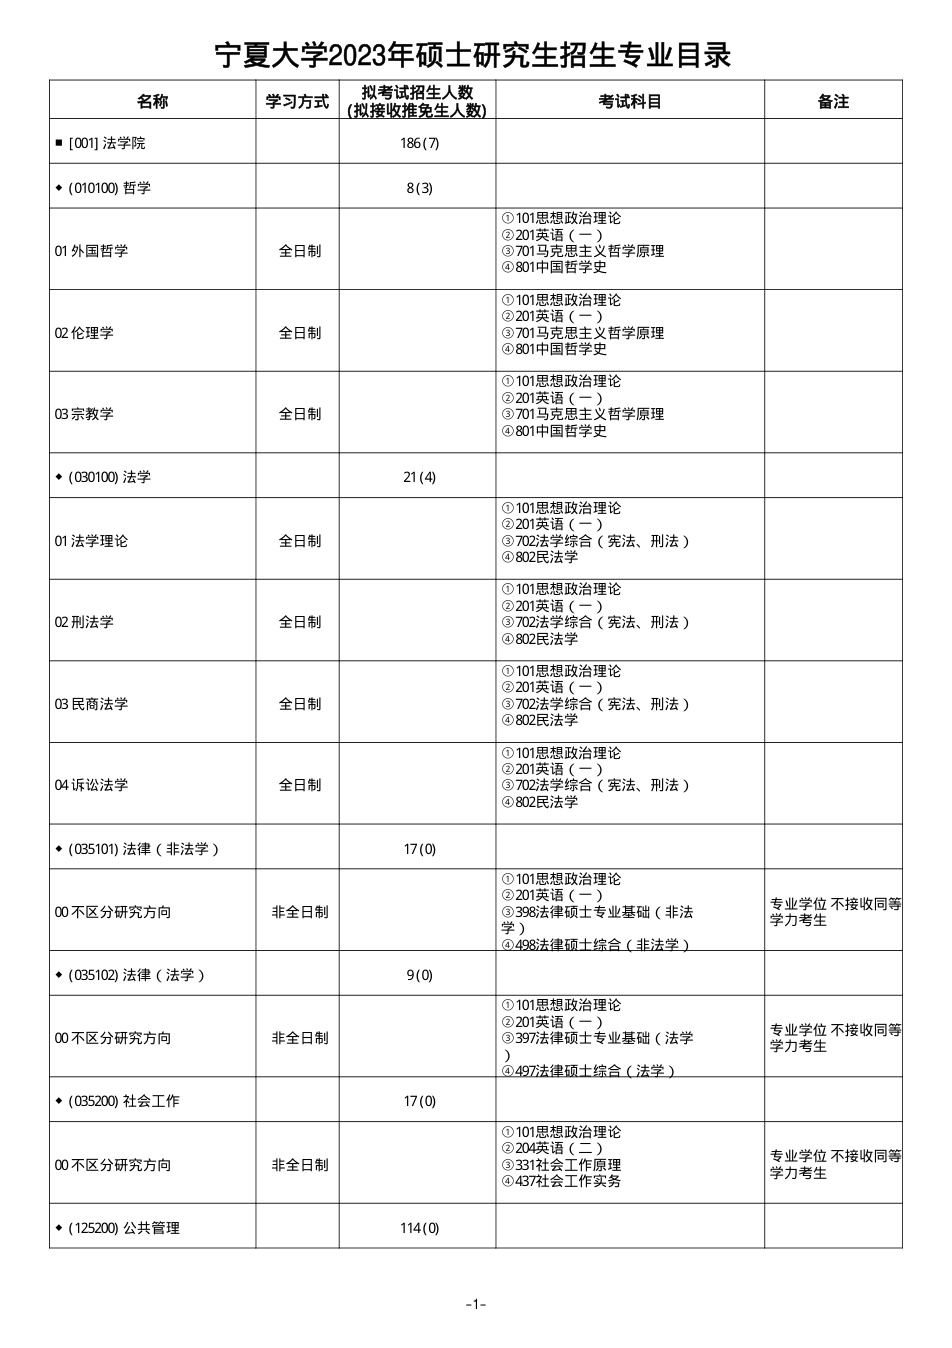 宁夏大学2023年硕士研究生招生专业目录
名称 学习方式 拟考试招生人数 考试科目 备注
(拟接收推免生人数)
■ [001] 法学院 186(7)
◆ (010100) 哲学 8(3)
01 外国哲学 全日制 ①101思想政治理论
②201英语（一）
③701马克思主义哲学原理
④801中国哲学史
02 伦理学 全日制 ①101思想政治理论
②201英语（一）
③701马克思主义哲学原理
④801中国哲学史
03 宗教学 全日制 ①101思想政治理论
②201英语（一）
③701马克思主义哲学原理
④801中国哲学史
◆ (030100) 法学 21(4)
01 法学理论 全日制 ①101思想政治理论
②201英语（一）
③702法学综合（宪法、刑法）
④802民法学
02 刑法学 全日制 ①101思想政治理论
②201英语（一）
③702法学综合（宪法、刑法）
④802民法学
03 民商法学 全日制 ①101思想政治理论
②201英语（一）
③702法学综合（宪法、刑法）
④802民法学
04 诉讼法学 全日制 ①101思想政治理论
②201英语（一）
③702法学综合（宪法、刑法）
④802民法学
◆ (035101) 法律（非法学） 17(0)
00 不区分研究方向 非全日制 ①101思想政治理论
②201英语（一）
③398法律硕士专业基础（非法
学）
④498法律硕士综合（非法学）
专业学位 不接收同等
学力考生
◆ (035102) 法律（法学） 9(0)
00 不区分研究方向 非全日制 ①101思想政治理论
②201英语（一）
③397法律硕士专业基础（法学
）
④497法律硕士综合（法学）
专业学位 不接收同等
学力考生
◆ (035200) 社会工作 17(0)
00 不区分研究方向 非全日制 ①101思想政治理论
②204英语（二）
③331社会工作原理
④437社会工作实务
专业学位 不接收同等
学力考生
◆ (125200) 公共管理 114(0)
-1-